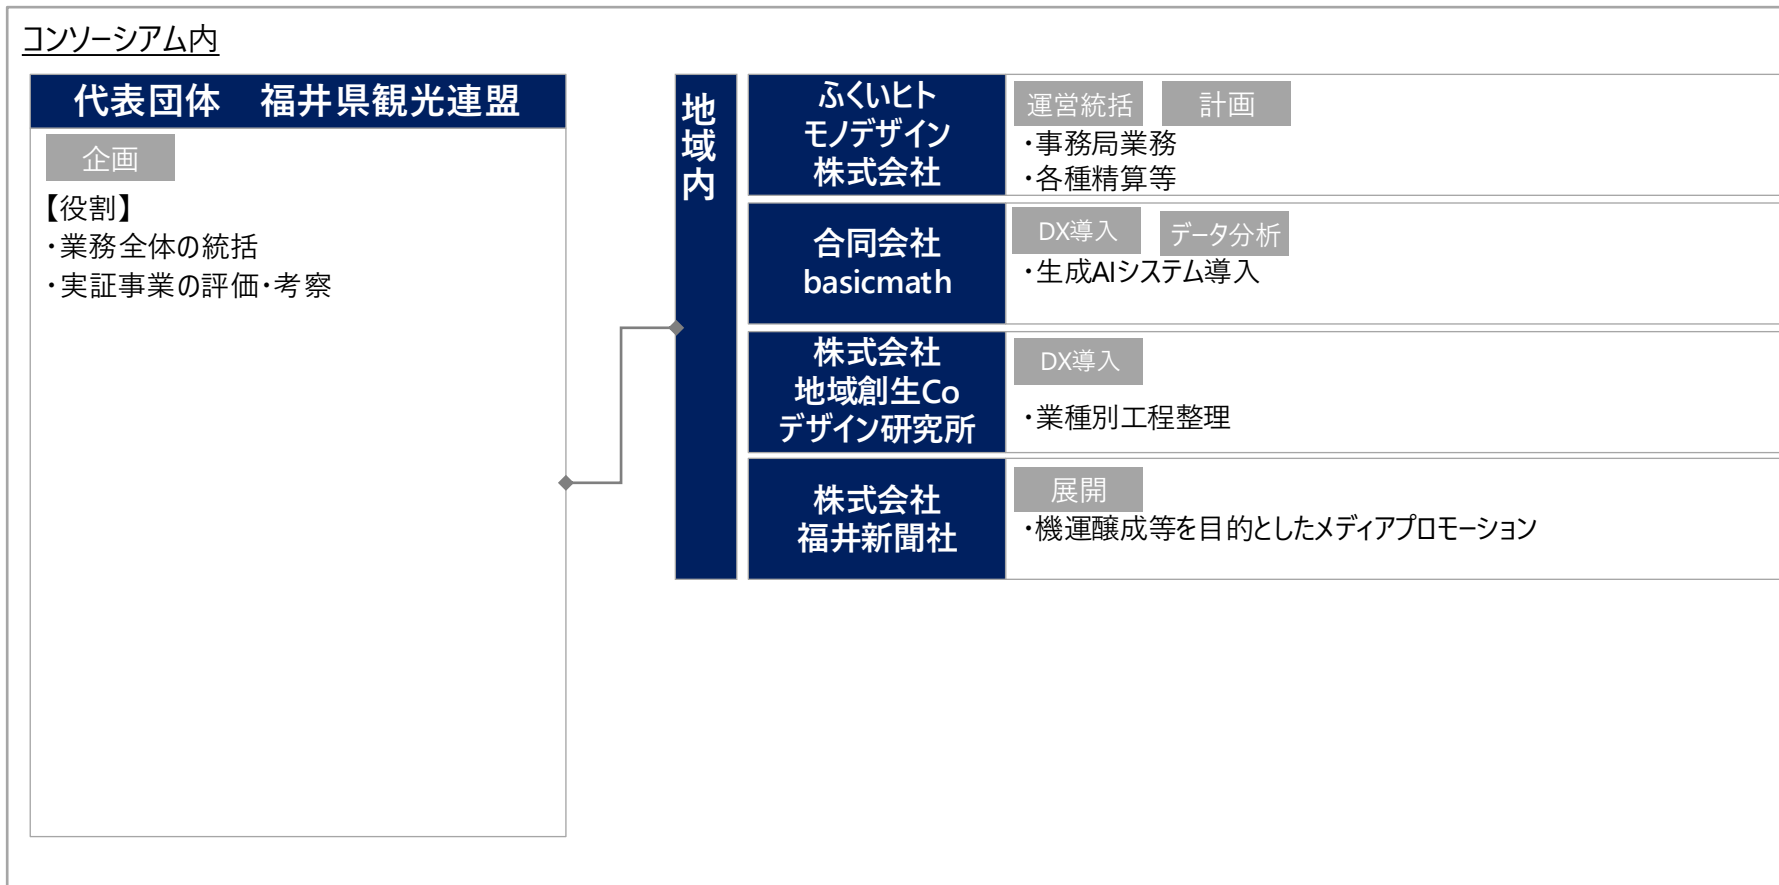 コンソーシアム内
代表団体　福井県観光連盟
企画
【役割】
・業務全体の統括
・実証事業の評価・考察
地域内
ふくいヒト
モノデザイン
株式会社
運営統括
計画
・事務局業務
・各種精算等
合同会社
basicmath
DX導入
データ分析
・生成AIシステム導入
株式会社
地域創生Co
デザイン研究所
DX導入
・業種別工程整理
株式会社
福井新聞社
展開
・機運醸成等を目的としたメディアプロモーション